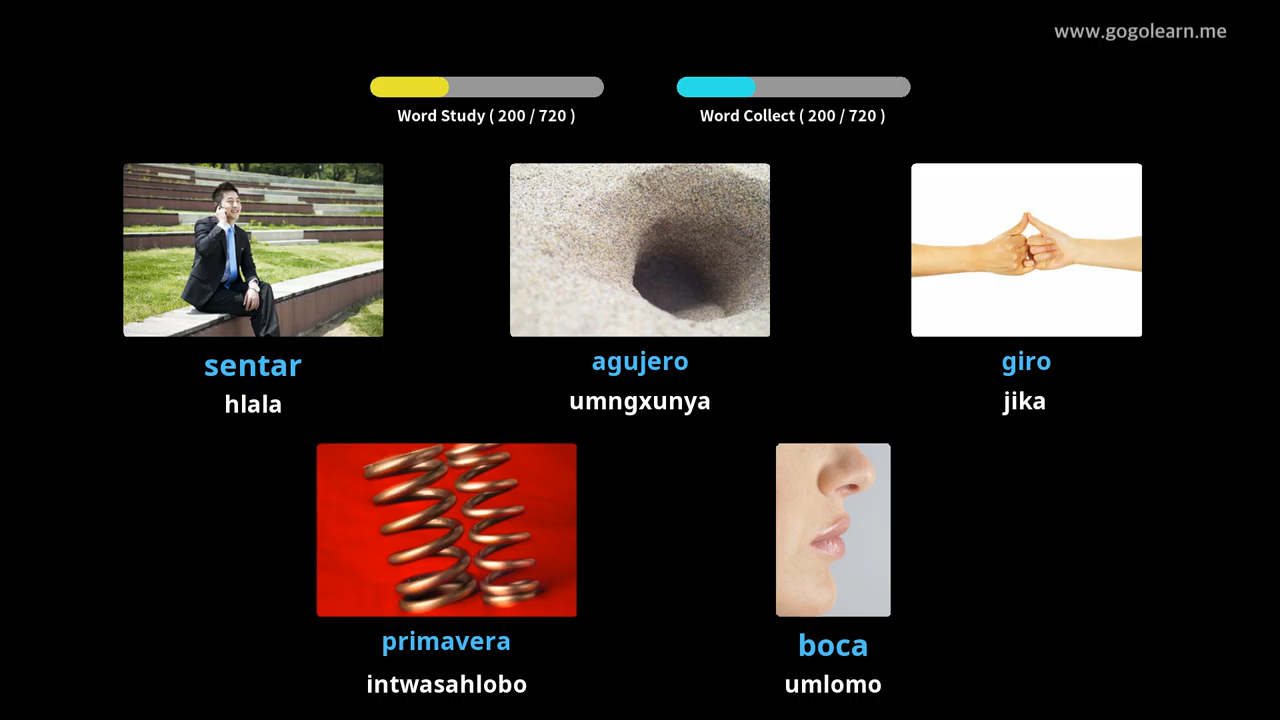 www.gogolearn.me
Word Study ( 200 / 720 )
Word Collect ( 200 / 720 )
sentar
hlala
agujero
umngxunya
giro
jika
primavera
intwasahlobo
boca
umlomo